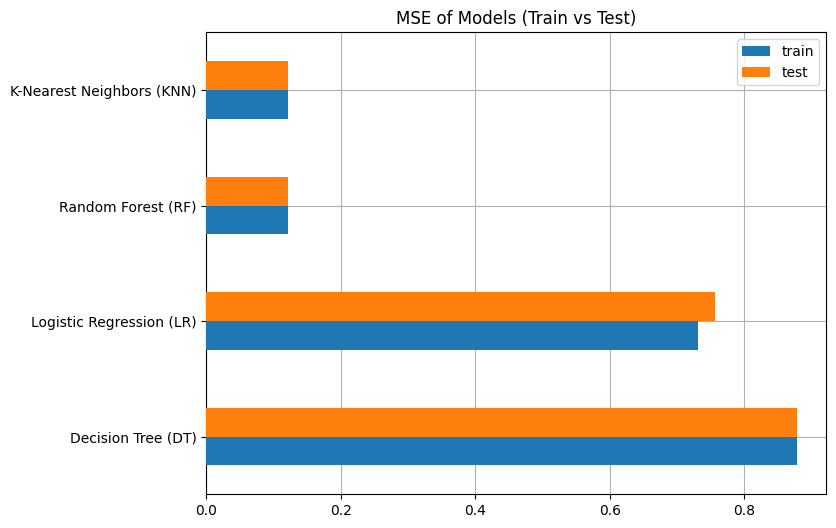 MSE of Models (Train vs Test)
train
test
K-Nearest Neighbors (KNN)
Random Forest (RF)
Logistic Regression (LR)
Decision Tree (DT)
0.0 0.2 0.4 0.6 0.8